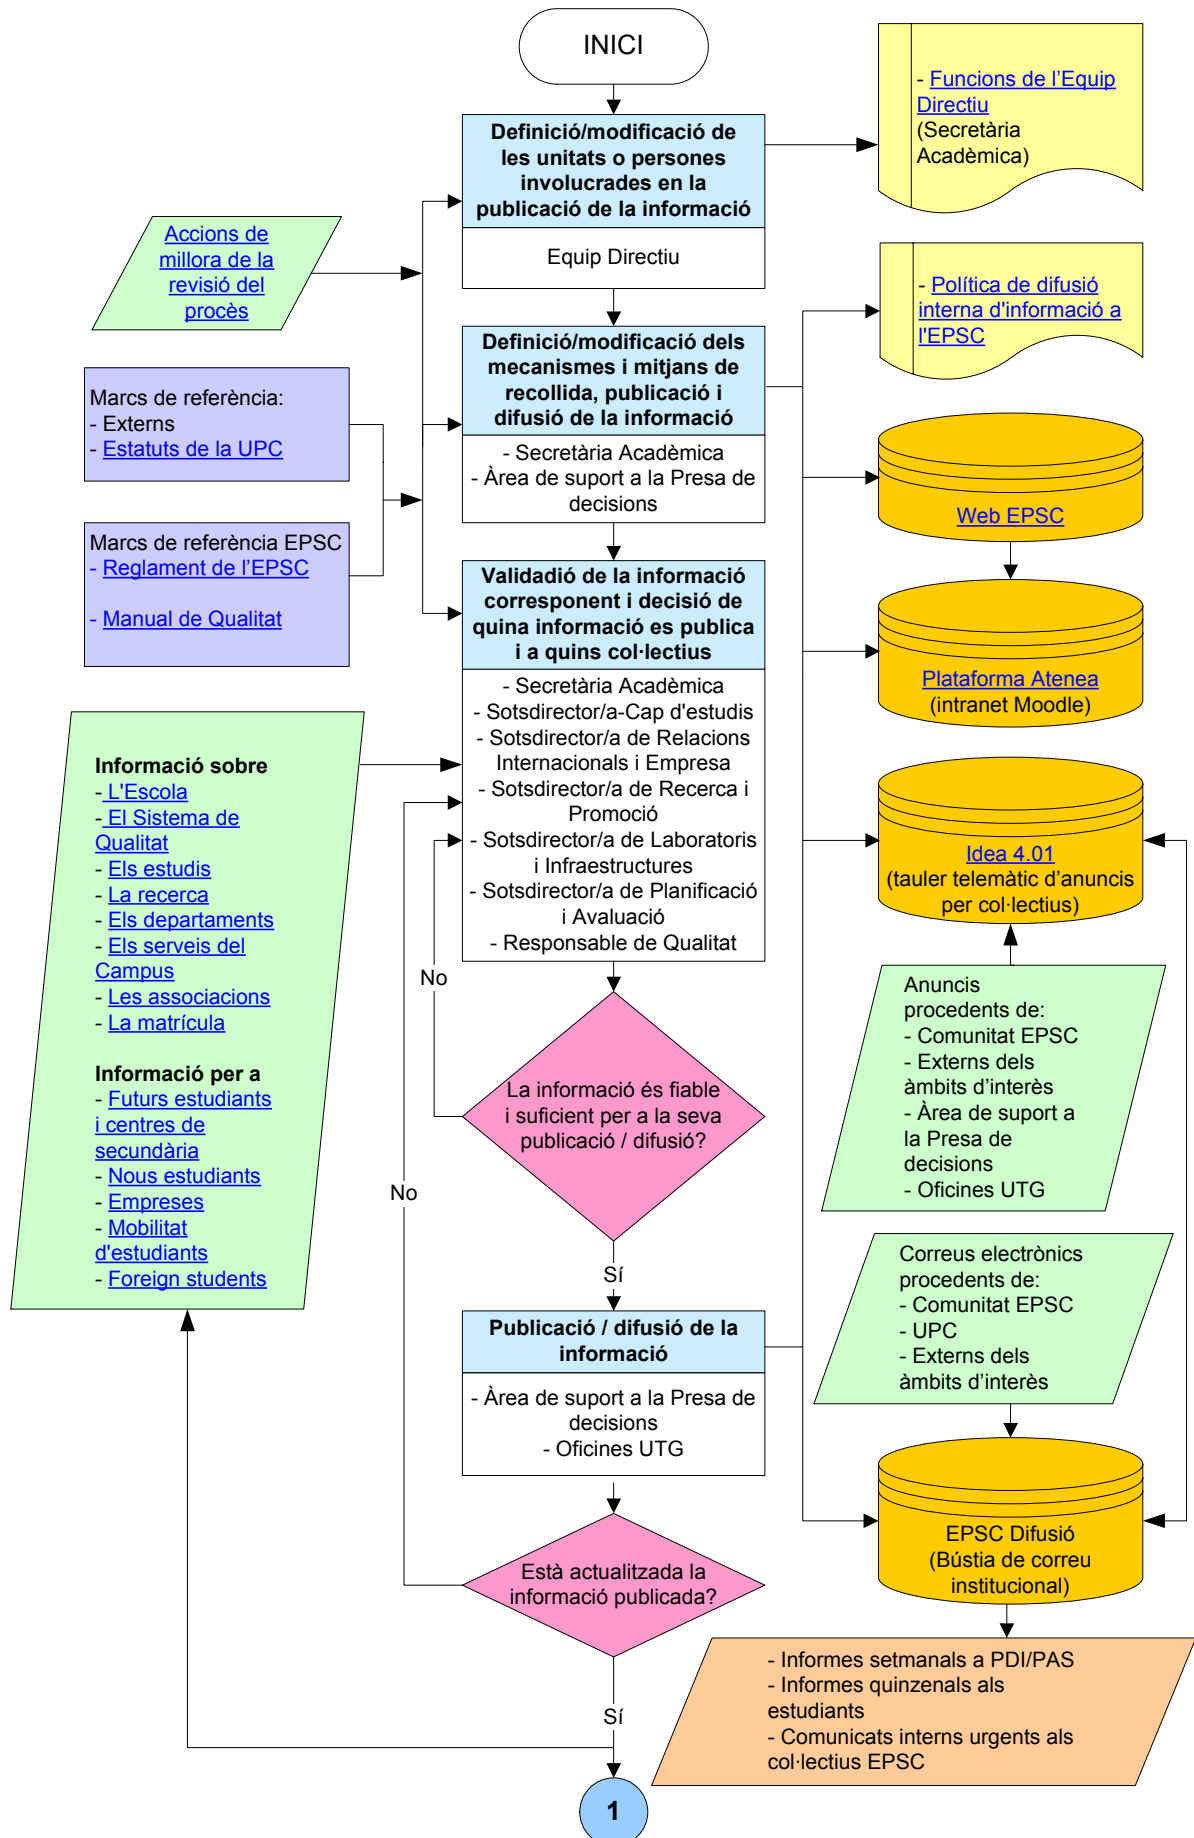 INICI
- Funcions de l'Equip
Directiu
(Secretària
Acadèmica)
Definició/modificació de
les unitats o persones
involucrades en la
publicació de la informació
Equip Directiu
Accions de
millora de la
revisió del
procès
- Política de difusió
interna d'informació a
l'EPSC
Definició/modificació dels
mecanismes i mitjans de
recollida, publicació i
difusió de la informació
- Secretària Acadèmica
- Àrea de suport a la Presa de
decisions
Marcs de referència:
- Externs
- Estatuts de la UPC
Web EPSC
Marcs de referència EPSC
- Reglament de l'EPSC
- Manual de Qualitat
Validadió de la informació
corresponent i decisió de
quina informació es publica
i a quins col·lectius
- Secretària Acadèmica
- Sotsdirector/a-Cap d'estudis
- Sotsdirector/a de Relacions
Internacionals i Empresa
- Sotsdirector/a de Recerca i
Promoció
- Sotsdirector/a de Laboratoris
i Infraestructures
- Sotsdirector/a de Planificació
i Avaluació
- Responsable de Qualitat
Plataforma Atenea
(intranet Moodle)
Informació sobre
- L'Escola
- El Sistema de
Qualitat
- Els estudis
- La recerca
- Els departaments
- Els serveis del
Campus
- Les associacions
- La matrícula
Informació per a
- Futurs estudiants
i centres de
secundària
- Nous estudiants
- Empreses
- Mobilitat
d'estudiants
- Foreign students
Idea 4.01
(tauler telemàtic d'anuncis
per col·lectius)
No
Anuncis
procedents de:
- Comunitat EPSC
- Externs dels
àmbits d'interès
- Àrea de suport a
la Presa de
decisions
- Oficines UTG
La informació és fiable
i suficient per a la seva
publicació / difusió?
No
Sí
Correus electrònics
procedents de:
- Comunitat EPSC
- UPC
- Externs dels
àmbits d'interès
Publicació / difusió de la
informació
- Àrea de suport a la Presa de
decisions
- Oficines UTG
EPSC Difusió
(Bústia de correu
institucional)
Està actualitzada la
informació publicada?
- Informes setmanals a PDI/PAS
- Informes quinzenals als
estudiants
- Comunicats interns urgents als
col·lectius EPSC
Sí
1